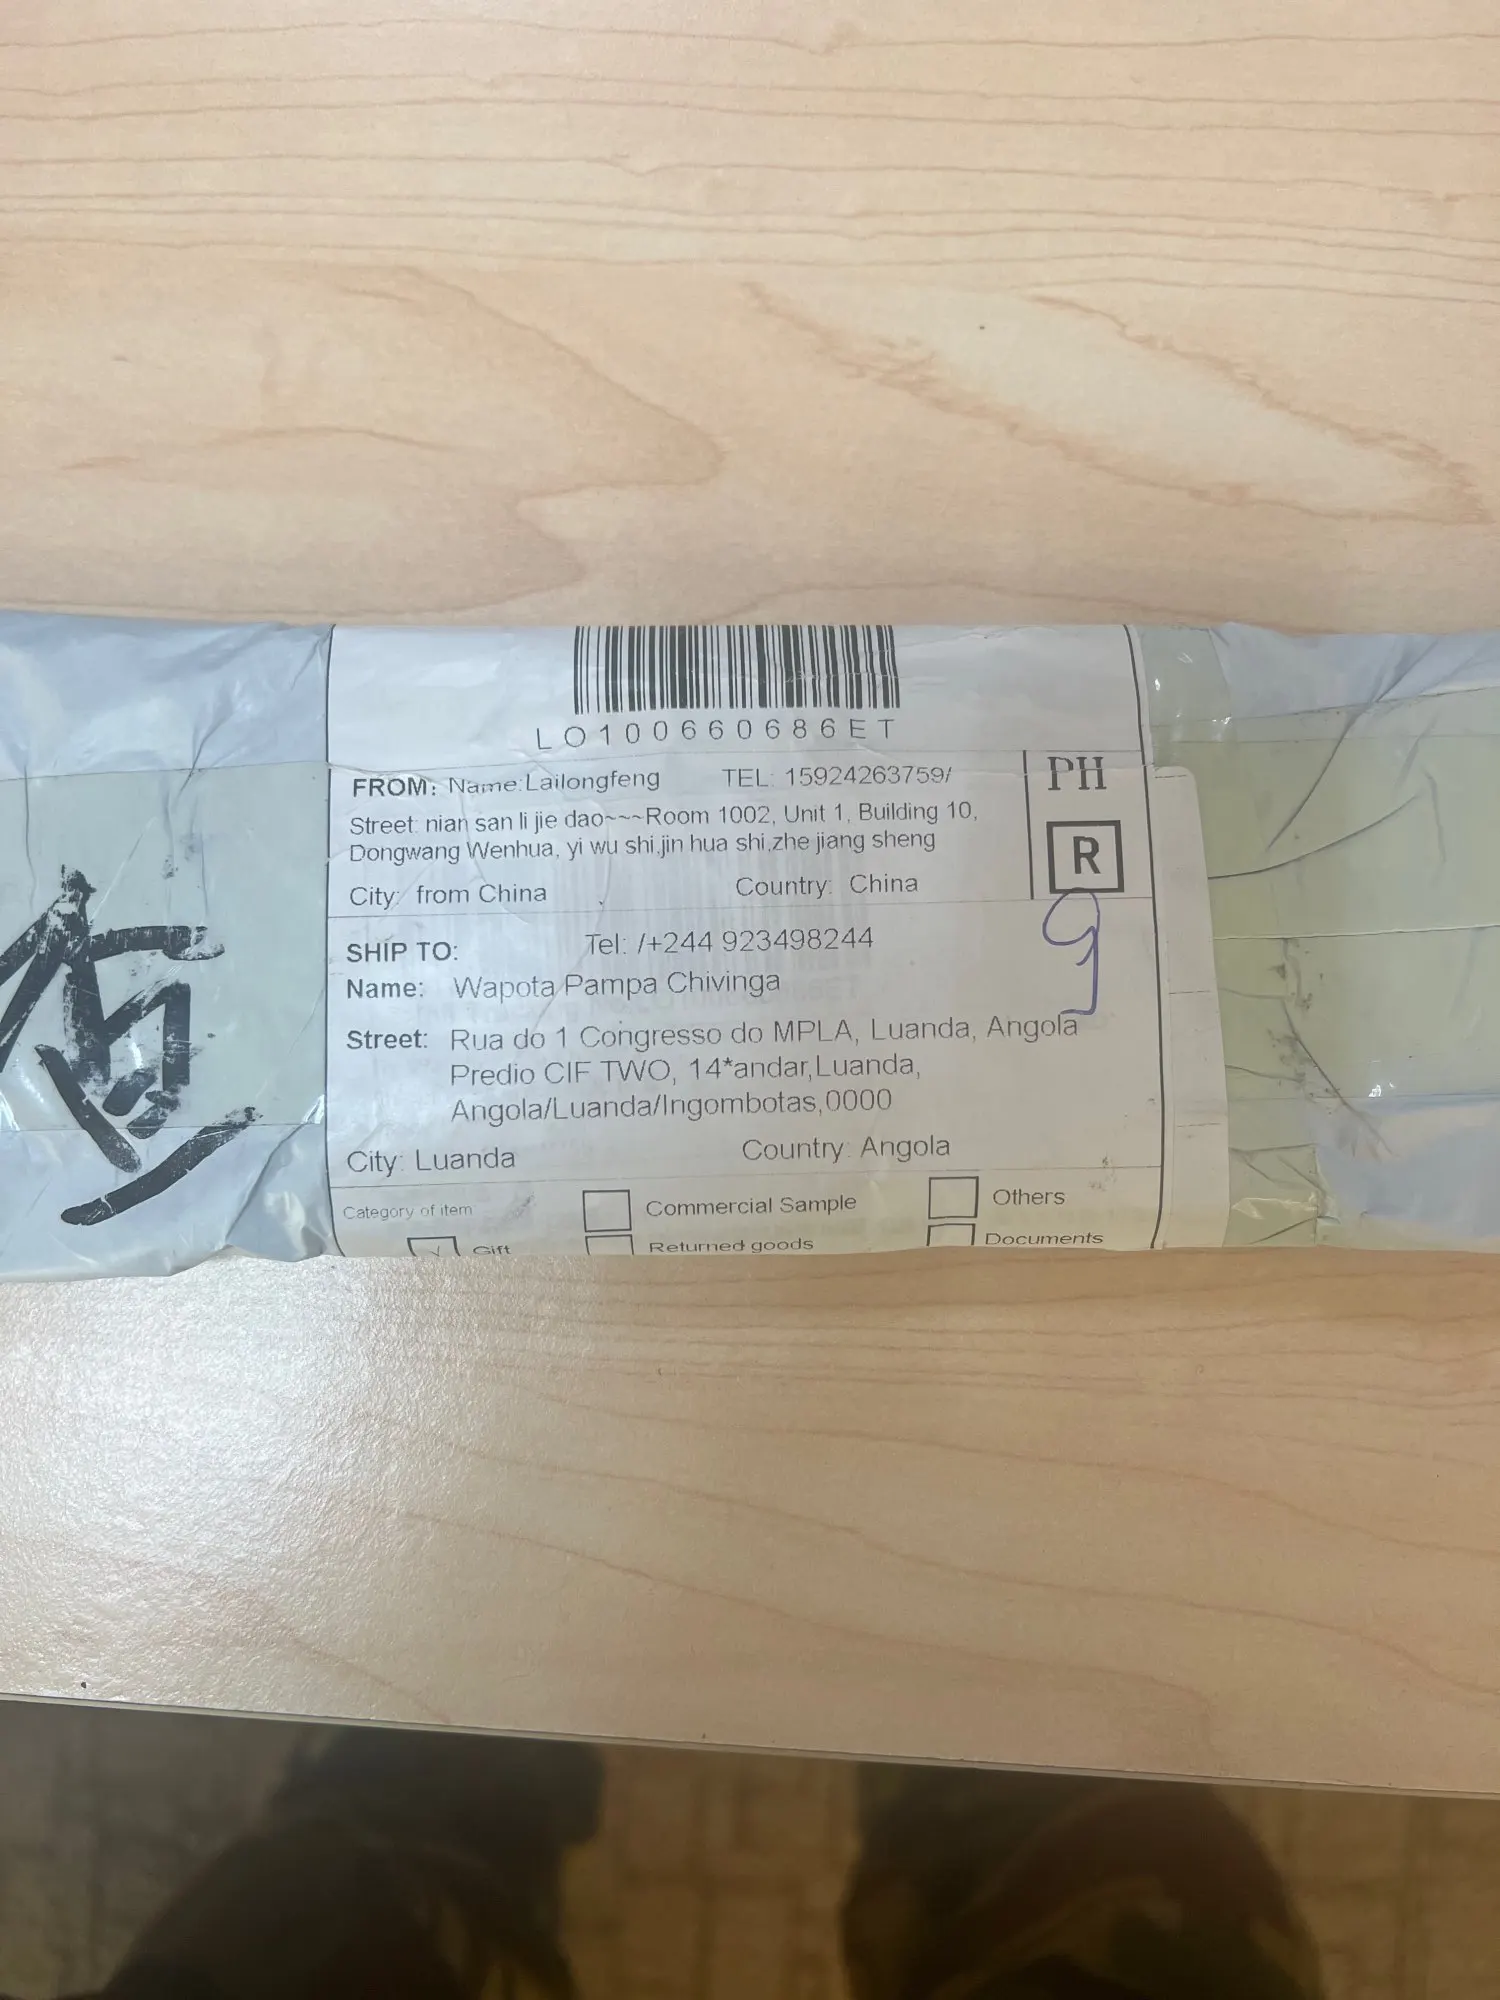 LO100660686ET
FROM: Name:Lailongfeng TEL: 15924263759/
PH
Street: nian san li jie dao~~~Room 1002, Unit 1, Building 10,
Dongwang Wenhua, yi wu shi,jin hua shi,zhe jiang sheng
R
City: from China Country: China
9
SHIP TO: Tel: /+244 923498244
Name: Wapota Pampa Chivinga
Street: Rua do 1 Congresso do MPLA, Luanda, Angola
Predio CIF TWO, 14*andar,Luanda,
Angola/Luanda/Ingombotas,0000
City: Luanda Country: Angola
Category of item Commercial Sample Others
Gift Returned goods Documents